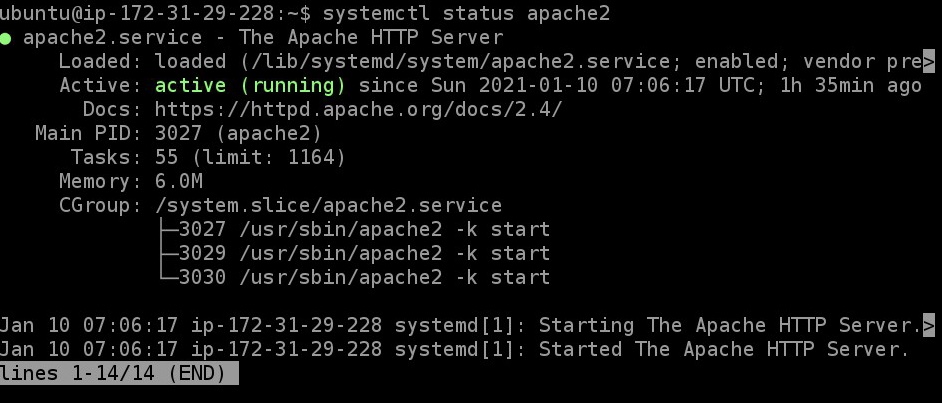 ubuntu@ip-172-31-29-228:~$ systemctl status apache2
● apache2.service - The Apache HTTP Server
     Loaded: loaded (/lib/systemd/system/apache2.service; enabled; vendor pre>
     Active: active (running) since Sun 2021-01-10 07:06:17 UTC; 1h 35min ago
       Docs: https://httpd.apache.org/docs/2.4/
   Main PID: 3027 (apache2)
      Tasks: 55 (limit: 1164)
     Memory: 6.0M
     CGroup: /system.slice/apache2.service
             ├─3027 /usr/sbin/apache2 -k start
             ├─3029 /usr/sbin/apache2 -k start
             └─3030 /usr/sbin/apache2 -k start
Jan 10 07:06:17 ip-172-31-29-228 systemd[1]: Starting The Apache HTTP Server.>
Jan 10 07:06:17 ip-172-31-29-228 systemd[1]: Started The Apache HTTP Server.
lines 1-14/14 (END)